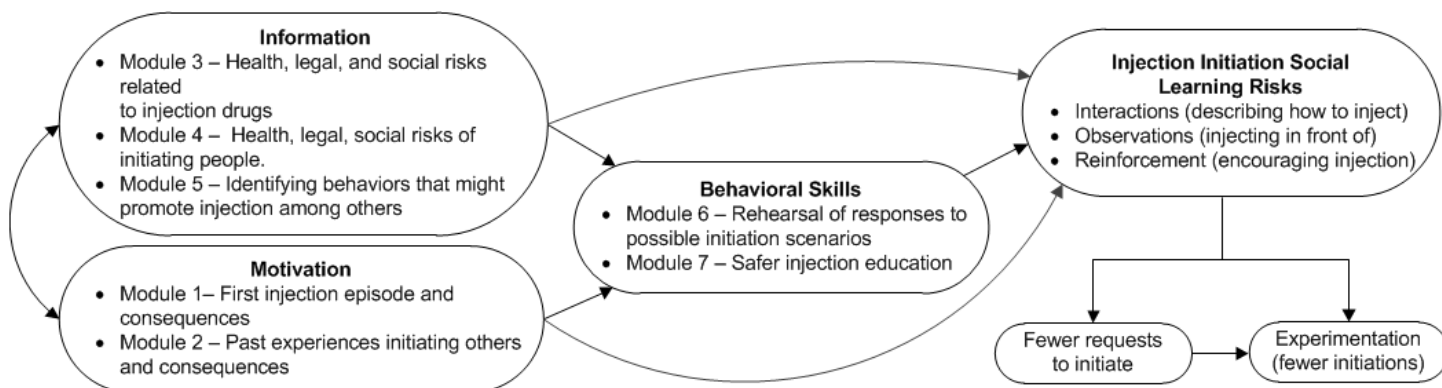 Information
• Module 3 – Health, legal, and social risks
related
to injection drugs
• Module 4 – Health, legal, social risks of
initiating people.
• Module 5 – Identifying behaviors that might
promote injection among others
Motivation
• Module 1– First injection episode and
consequences
• Module 2 – Past experiences initiating others
and consequences
Behavioral Skills
• Module 6 – Rehearsal of responses to
possible initiation scenarios
• Module 7 – Safer injection education
Injection Initiation Social
Learning Risks
• Interactions (describing how to inject)
• Observations (injecting in front of)
• Reinforcement (encouraging injection)
Fewer requests
to initiate
Experimentation
(fewer initiations)